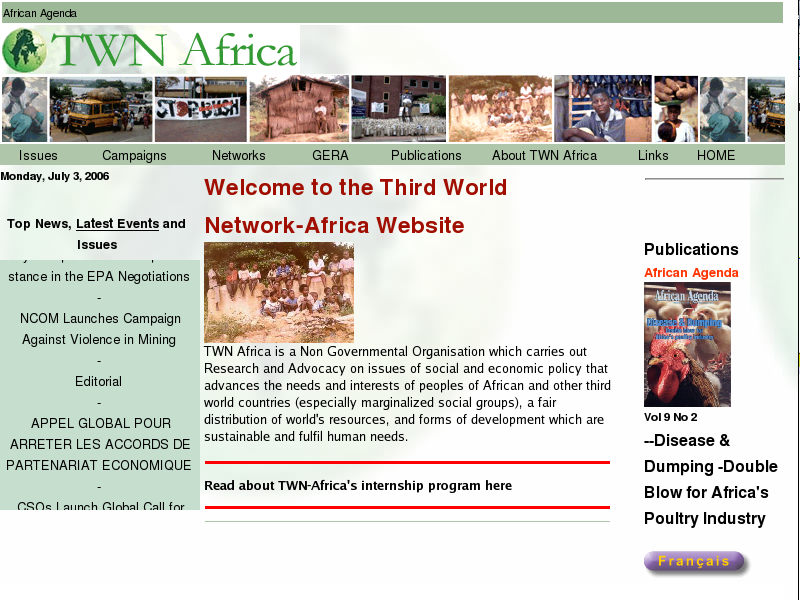 African Agenda
TWN Africa
Issues Campaigns Networks GERA Publications About TWN Africa Links HOME
Monday, July 3, 2006
Top News, Latest Events and
Issues
stance in the EPA Negotiations
-
NCOM Launches Campaign
Against Violence in Mining
-
Editorial
-
APPEL GLOBAL POUR
ARRETER LES ACCORDS DE
PARTENARIAT ECONOMIQUE
-
CSOs Launch Global Call for
Welcome to the Third World
Network-Africa Website
TWN Africa is a Non Governmental Organisation which carries out
Research and Advocacy on issues of social and economic policy that
advances the needs and interests of peoples of African and other third
world countries (especially marginalized social groups), a fair
distribution of world's resources, and forms of development which are
sustainable and fulfil human needs.
Read about TWN-Africa's internship program here
Publications
African Agenda
African Agenda
Disease & Dumping
Vol 9 No 2
--Disease &
Dumping -Double
Blow for Africa's
Poultry Industry
Français